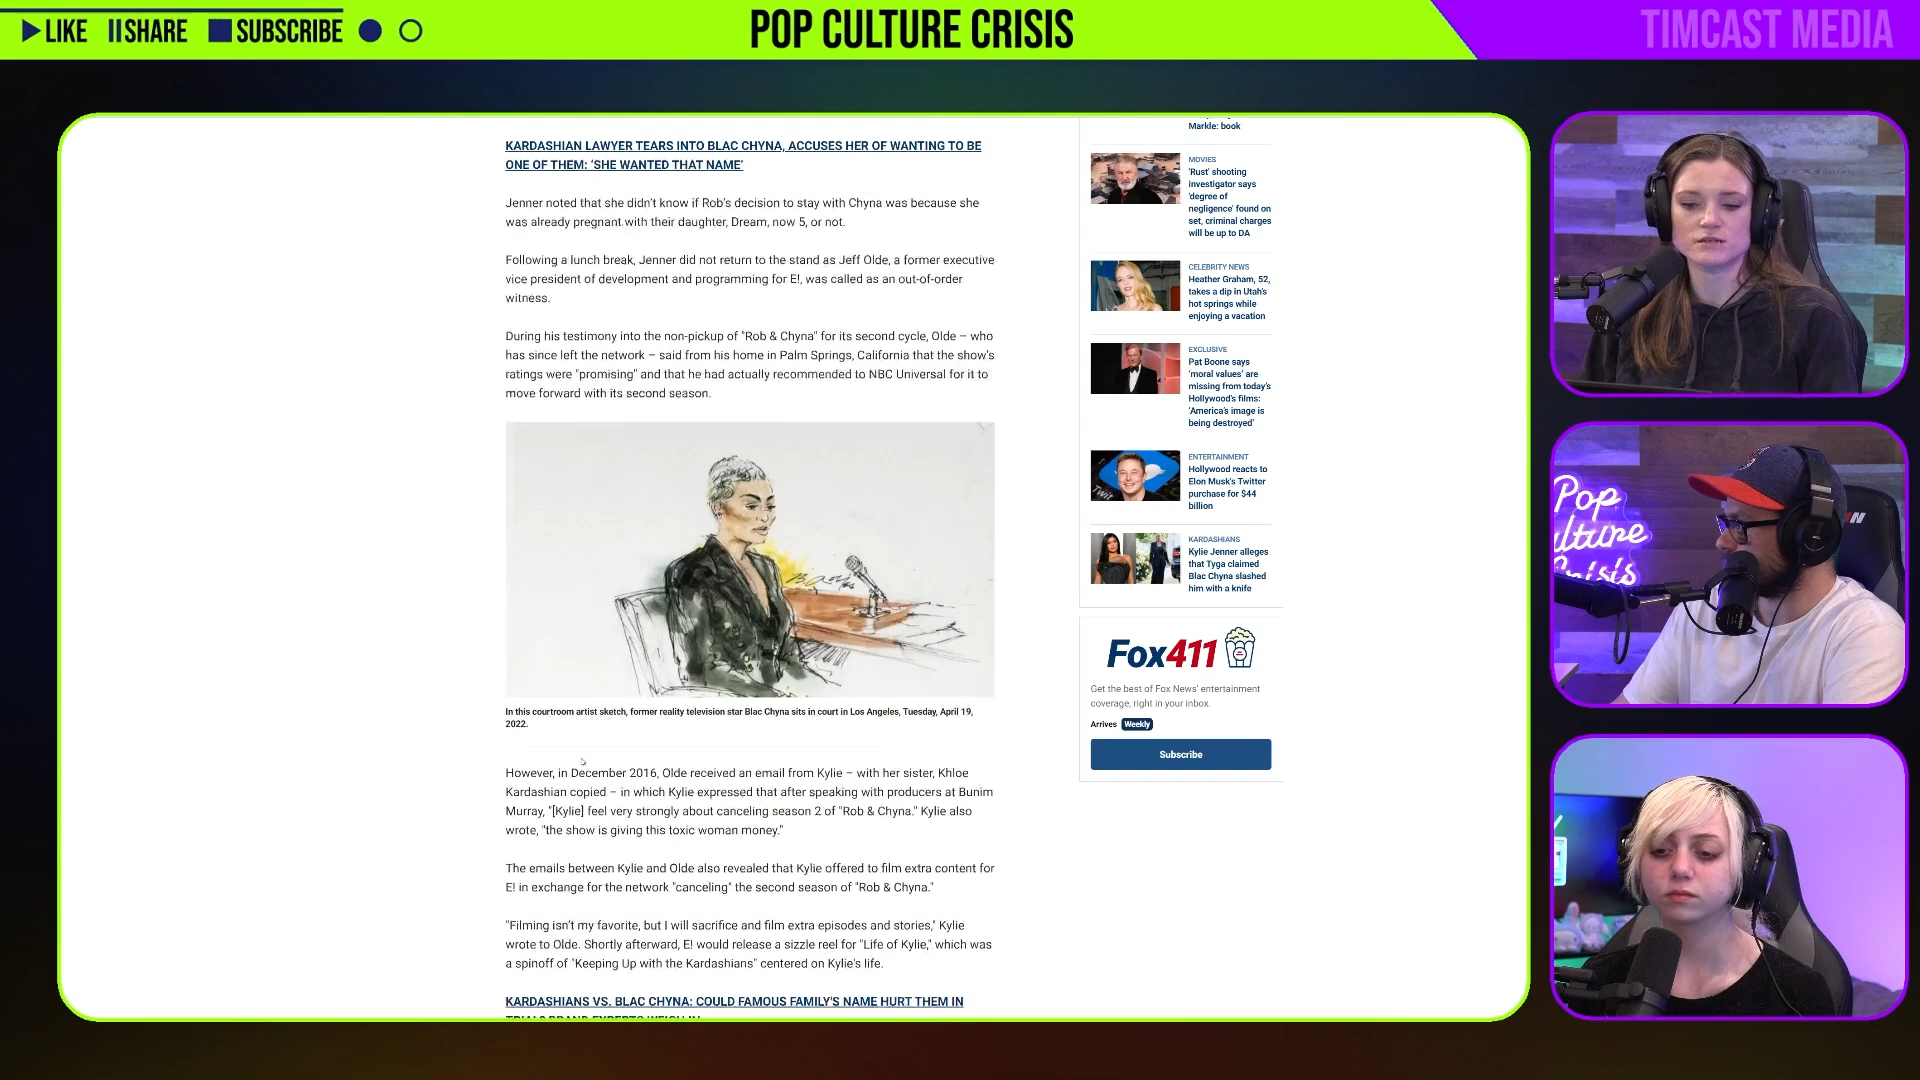 LIKE SHARE SUBSCRIBE
POP CULTURE CRISIS
TIMCAST MEDIA
KARDASHIAN LAWYER TEARS INTO BLAC CHYNA, ACCUSES HER OF WANTING TO BE
ONE OF THEM: ‘SHE WANTED THAT NAME’
Jenner noted that she didn’t know if Rob’s decision to stay with Chyna was because she
was already pregnant with their daughter, Dream, now 5, or not.
Following a lunch break, Jenner did not return to the stand as Jeff Olde, a former executive
vice president of development and programming for E!, was called as an out-of-order
witness.
During his testimony into the non-pickup of "Rob & Chyna" for its second cycle, Olde – who
has since left the network – said from his home in Palm Springs, California that the show’s
ratings were "promising" and that he had actually recommended to NBC Universal for it to
move forward with its second season.
In this courtroom artist sketch, former reality television star Blac Chyna sits in court in Los Angeles, Tuesday, April 19,
2022.
However, in December 2016, Olde received an email from Kylie – with her sister, Khloe
Kardashian copied – in which Kylie expressed that after speaking with producers at Bunim
Murray, "[Kylie] feel very strongly about canceling season 2 of "Rob & Chyna." Kylie also
wrote, "the show is giving this toxic woman money."
The emails between Kylie and Olde also revealed that Kylie offered to film extra content for
E! in exchange for the network "canceling" the second season of "Rob & Chyna."
"Filming isn’t my favorite, but I will sacrifice and film extra episodes and stories," Kylie
wrote to Olde. Shortly afterward, E! would release a sizzle reel for "Life of Kylie," which was
a spinoff of "Keeping Up with the Kardashians" centered on Kylie’s life.
KARDASHIANS VS. BLAC CHYNA: COULD FAMOUS FAMILY'S NAME HURT THEM IN
Markle: book
MOVIES
'Rust' shooting
investigator says
'degree of
negligence' found on
set, criminal charges
will be up to DA
CELEBRITY NEWS
Heather Graham, 52,
takes a dip in Utah's
hot springs while
enjoying a vacation
EXCLUSIVE
Pat Boone says
‘moral values’ are
missing from today’s
Hollywood’s films:
‘America’s image is
being destroyed’
ENTERTAINMENT
Hollywood reacts to
Elon Musk's Twitter
purchase for $44
billion
KARDASHIANS
Kylie Jenner alleges
that Tyga claimed
Blac Chyna slashed
him with a knife
Fox411
Get the best of Fox News' entertainment
coverage, right in your inbox.
Arrives Weekly
Subscribe
Pop
ulture